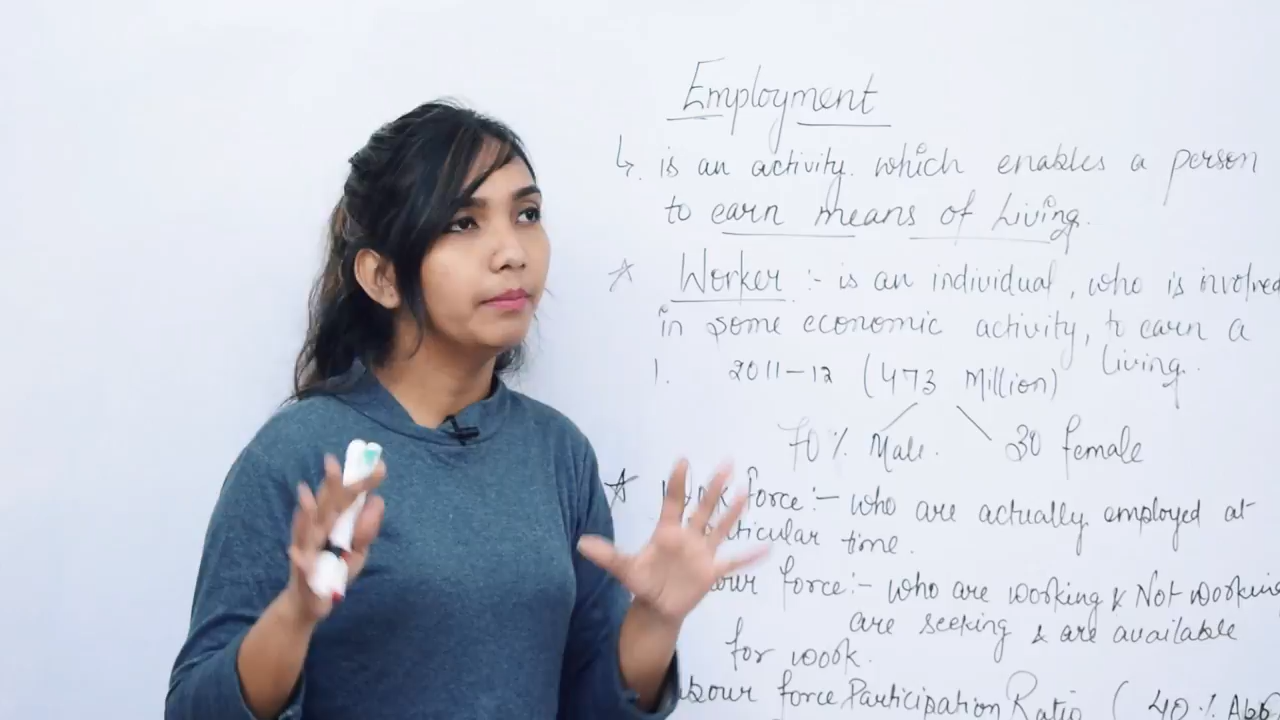 Employment
↳ is an activity which enables a person
to earn means of living.
☆ Worker :- is an individual, who is involved
in some economic activity, to earn a
living.
1. 2011-12 (473 Million)
70% Male. 30 female
☆ Work force :- who are actually employed at
time.
force :- who are working & Not working
are seeking & are available
for work.
force Participation Ratio ( 40 %